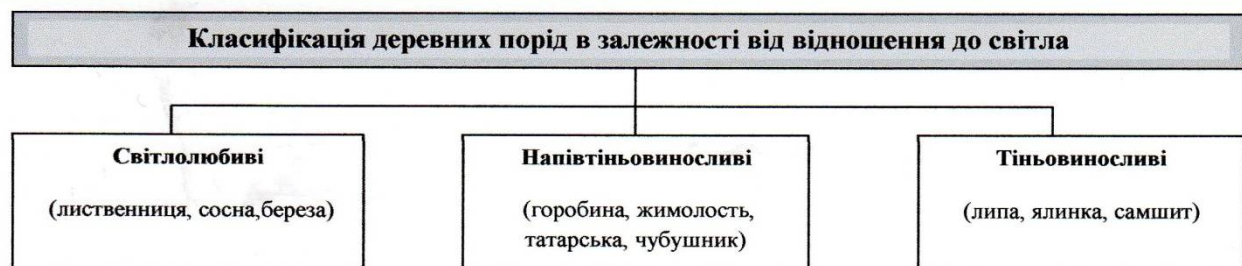 Класифікація деревних порід в залежності від відношення до світла
Світлолюбиві
(лиственниця, сосна,береза)
Напівтіньовиносливі
(горобина, жимолость,
татарська, чубушник)
Тіньовиносливі
(липа, ялинка, самшит)